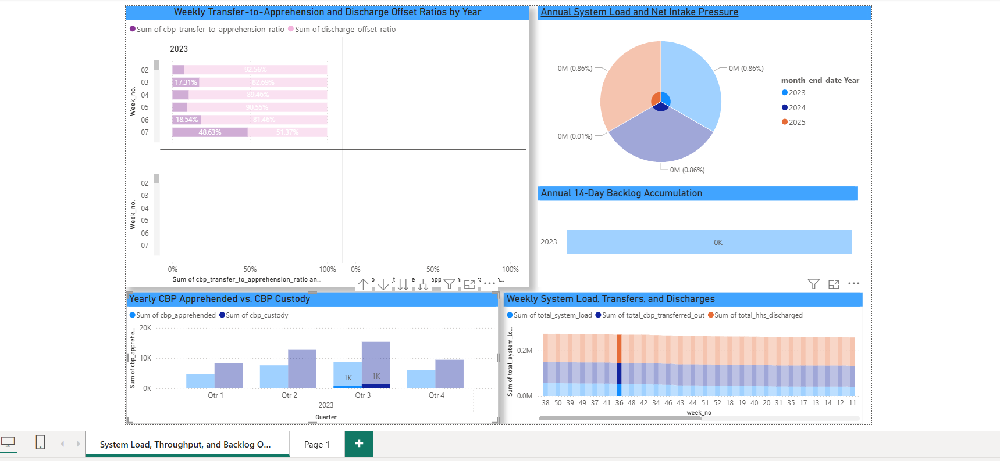 Weekly Transfer-to-Apprehension and Discharge Offset Ratios by Year
Sum of cbp_transfer_to_apprehension_ratio Sum of discharge_offset_ratio
2023
Week_no.
02 92.56%
03 17.31% 82.69%
04 89.46%
05 90.55%
06 18.54% 81.46%
07 48.63% 51.37%
Week_no.
02
03
04
05
06
07
0% 50% 100% 0% 50% 100%
Sum of cbp_transfer_to_apprehension_ratio an...
Annual System Load and Net Intake Pressure
0M (0.86%) 0M (0.86%)
0M (0.01%)
0M (0.86%)
month_end_date Year
2023
2024
2025
Annual 14-Day Backlog Accumulation
2023 0K
Yearly CBP Apprehended vs. CBP Custody
Sum of cbp_apprehended Sum of cbp_custody
Sum of cbp_apprehe...
20K
10K
0K
1K 1K
Qtr 1 Qtr 2 Qtr 3 Qtr 4
2023
Quarter
Weekly System Load, Transfers, and Discharges
Sum of total_system_load Sum of total_cbp_transferred_out Sum of total_hhs_discharged
Sum of total_system_lo...
0.2M
0.0M
38 50 39 49 37 41 36 48 42 34 46 43 44 51 52 18 19 40 20 31 35 17 13 14 12 11
week_no
System Load, Throughput, and Backlog O... Page 1 +